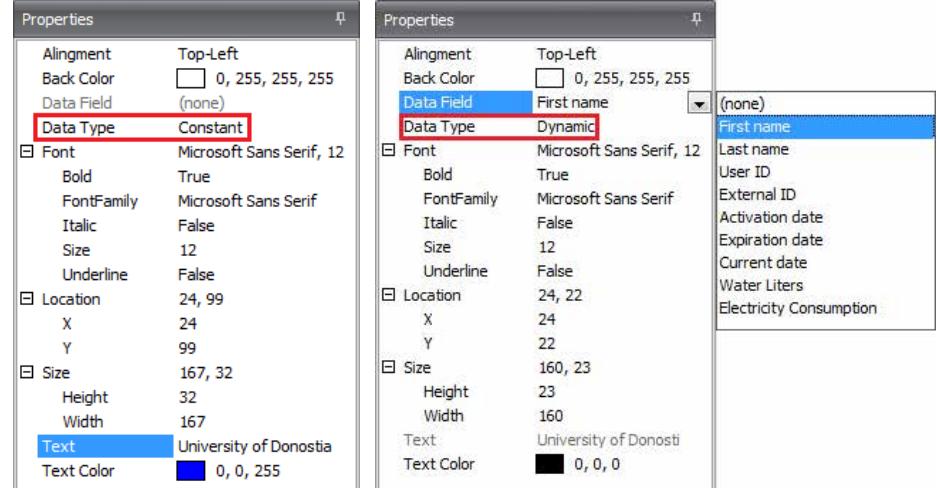 Properties
Alingment Top-Left
Back Color 0, 255, 255, 255
Data Field (none)
Data Type Constant
Font Microsoft Sans Serif, 12
Bold True
FontFamily Microsoft Sans Serif
Italic False
Size 12
Underline False
Location 24, 99
X 24
Y 99
Size 167, 32
Height 32
Width 167
Text University of Donostia
Text Color 0, 0, 255
Properties
Alingment Top-Left
Back Color 0, 255, 255, 255
Data Field First name
Data Type Dynamic
Font Microsoft Sans Serif, 12
Bold True
FontFamily Microsoft Sans Serif
Italic False
Size 12
Underline False
Location 24, 22
X 24
Y 22
Size 160, 23
Height 23
Width 160
Text University of Donosti
Text Color 0, 0, 0
(none)
First name
Last name
User ID
External ID
Activation date
Expiration date
Current date
Water Liters
Electricity Consumption